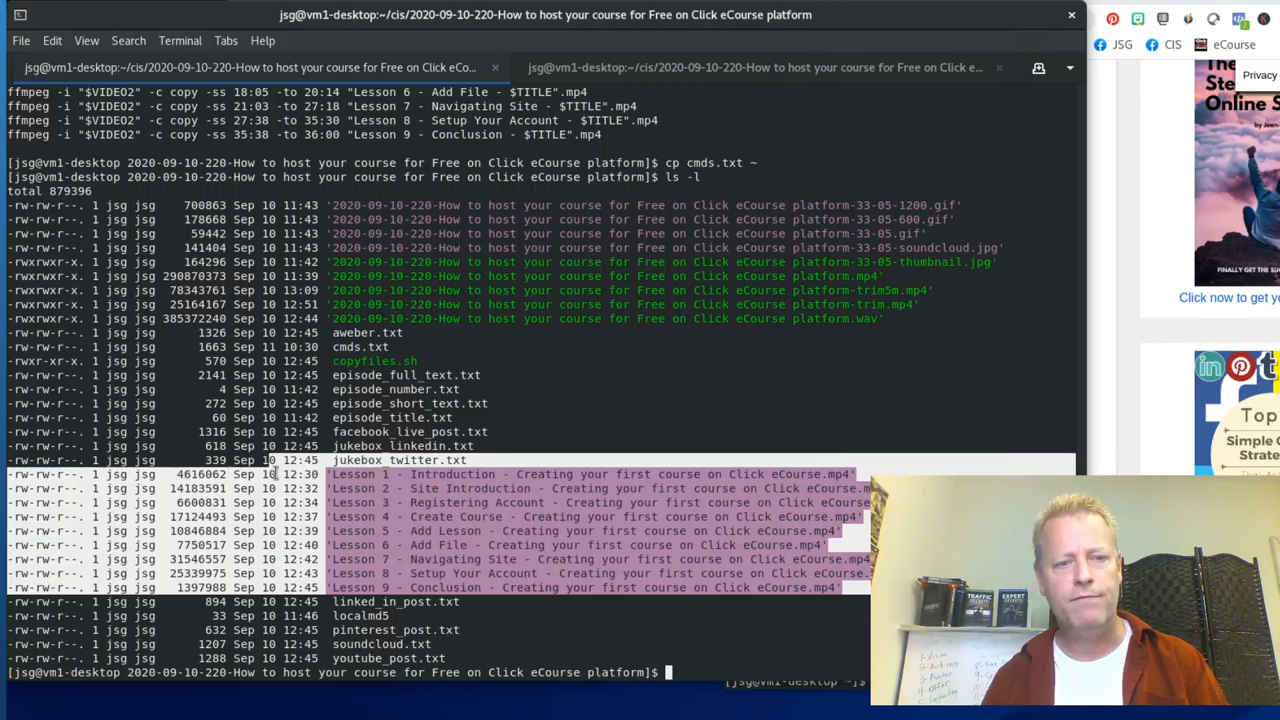 jsg@vm1-desktop:~/cis/2020-09-10-220-How to host your course for Free on Click eCourse platform
File Edit View Search Terminal Tabs Help
jsg@vm1-desktop:~/cis/2020-09-10-220-How to host your course for Free on Click eCo...
jsg@vm1-desktop:~/cis/2020-09-10-220-How to host your course for Free on Click e...
ffmpeg -i "$VIDEO2" -c copy -ss 18:05 -to 20:14 "Lesson 6 - Add File - $TITLE".mp4
ffmpeg -i "$VIDEO2" -c copy -ss 21:03 -to 27:18 "Lesson 7 - Navigating Site - $TITLE".mp4
ffmpeg -i "$VIDEO2" -c copy -ss 27:38 -to 35:30 "Lesson 8 - Setup Your Account - $TITLE".mp4
ffmpeg -i "$VIDEO2" -c copy -ss 35:38 -to 36:00 "Lesson 9 - Conclusion - $TITLE".mp4
[jsg@vm1-desktop 2020-09-10-220-How to host your course for Free on Click eCourse platform]$ cp cmds.txt ~
[jsg@vm1-desktop 2020-09-10-220-How to host your course for Free on Click eCourse platform]$ ls -l
total 879396
-rw-rw-r--. 1 jsg jsg 700863 Sep 10 11:43 '2020-09-10-220-How to host your course for Free on Click eCourse platform-33-05-1200.gif'
-rw-rw-r--. 1 jsg jsg 178668 Sep 10 11:43 '2020-09-10-220-How to host your course for Free on Click eCourse platform-33-05-600.gif'
-rw-rw-r--. 1 jsg jsg 59442 Sep 10 11:43 '2020-09-10-220-How to host your course for Free on Click eCourse platform-33-05.gif'
-rw-rw-r--. 1 jsg jsg 141404 Sep 10 11:43 '2020-09-10-220-How to host your course for Free on Click eCourse platform-33-05-soundcloud.jpg'
-rwxrwxr-x. 1 jsg jsg 164296 Sep 10 11:42 '2020-09-10-220-How to host your course for Free on Click eCourse platform-33-05-thumbnail.jpg'
-rwxrwxr-x. 1 jsg jsg 290870373 Sep 10 11:39 '2020-09-10-220-How to host your course for Free on Click eCourse platform.mp4'
-rwxrwxr-x. 1 jsg jsg 78344761 Sep 10 13:09 '2020-09-10-220-How to host your course for Free on Click eCourse platform-trim5m.mp4'
-rwxrwxr-x. 1 jsg jsg Sep 10 11:51 '2020-09-10-220-How to host your course for Free on Click eCourse platform-trim.mp4'
-rwxrwxr-x. 1 jsg jsg Sep 10 12:44 '2020-09-10-220-How to host your course for Free on Click eCourse platform.wav'
-rw-rw-r--. 1 jsg jsg 1326 Sep 10 12:45 aweber.txt
-rw-rw-r--. 1 jsg jsg 1663 Sep 11 10:30 cmds.txt
-rwxr-xr-x. 1 jsg jsg 570 Sep 10 12:45 copyfiles.sh
-rw-rw-r--. 1 jsg jsg 2141 Sep 10 12:45 episode_full_text.txt
-rw-rw-r--. 1 jsg jsg 4 Sep 10 11:42 episode_number.txt
-rw-rw-r--. 1 jsg jsg 272 Sep 10 12:45 episode_short_text.txt
-rw-rw-r--. 1 jsg jsg 60 Sep 10 11:42 episode_title.txt
-rw-rw-r--. 1 jsg jsg 1316 Sep 10 12:45 facebook_live_post.txt
-rw-rw-r--. 1 jsg jsg 618 Sep 10 12:45 jukebox_linkedin.txt
-rw-rw-r--. 1 jsg jsg 339 Sep 10 12:45 jukebox_twitter.txt
-rw-rw-r--. 1 jsg jsg 4616062 Sep 10 12:30 'Lesson 1 - Introduction - Creating your first course on Click eCourse.mp4'
-rw-rw-r--. 1 jsg jsg 14183591 Sep 10 12:32 'Lesson 2 - Site Introduction - Creating your first course on Click eCourse.m
-rw-rw-r--. 1 jsg jsg 9106831 Sep 10 12:34 'Lesson 3 - Registering Account - Creating your first course on Click eCourse
-rw-rw-r--. 1 jsg jsg 17124493 Sep 10 12:37 'Lesson 4 - Create Course - Creating your first course on Click eCourse.mp4'
-rw-rw-r--. 1 jsg jsg 10846884 Sep 10 12:39 'Lesson 5 - Add Lesson - Creating your first course on Click eCourse.mp4'
-rw-rw-r--. 1 jsg jsg 7750517 Sep 10 12:40 'Lesson 6 - Add File - Creating your first course on Click eCourse.mp4'
-rw-rw-r--. 1 jsg jsg 21546557 Sep 10 12:42 'Lesson 7 - Navigating Site - Creating your first course on Click eCourse.mp4
-rw-rw-r--. 1 jsg jsg 25339975 Sep 10 12:43 'Lesson 8 - Setup Your Account - Creating your first course on Click eCourse
-rw-rw-r--. 1 jsg jsg 1397988 Sep 10 12:45 'Lesson 9 - Conclusion - Creating your first course on Click eCourse.mp4'
-rw-rw-r--. 1 jsg jsg 894 Sep 10 12:45 linked_in_post.txt
-rw-rw-r--. 1 jsg jsg 33 Sep 10 12:45 localmd5
-rw-rw-r--. 1 jsg jsg 632 Sep 10 12:45 pinterest_post.txt
-rw-rw-r--. 1 jsg jsg 1207 Sep 10 12:45 soundcloud.txt
-rw-rw-r--. 1 jsg jsg 1298 Sep 10 12:45 youtube_post.txt
[jsg@vm1-desktop 2020-09-10-220-How to host your course for Free on Click eCourse platform]$
[jsg@vm1-desktop
JSG CIS eCourse
Privacy
The
Ste
Online S
by Jean-
FINALLY GET THE SUC
Click now to get yo
Top
Simple C
Strate
TRAFFIC
SECRETS
EXPERT
SECRETS
1-Vision